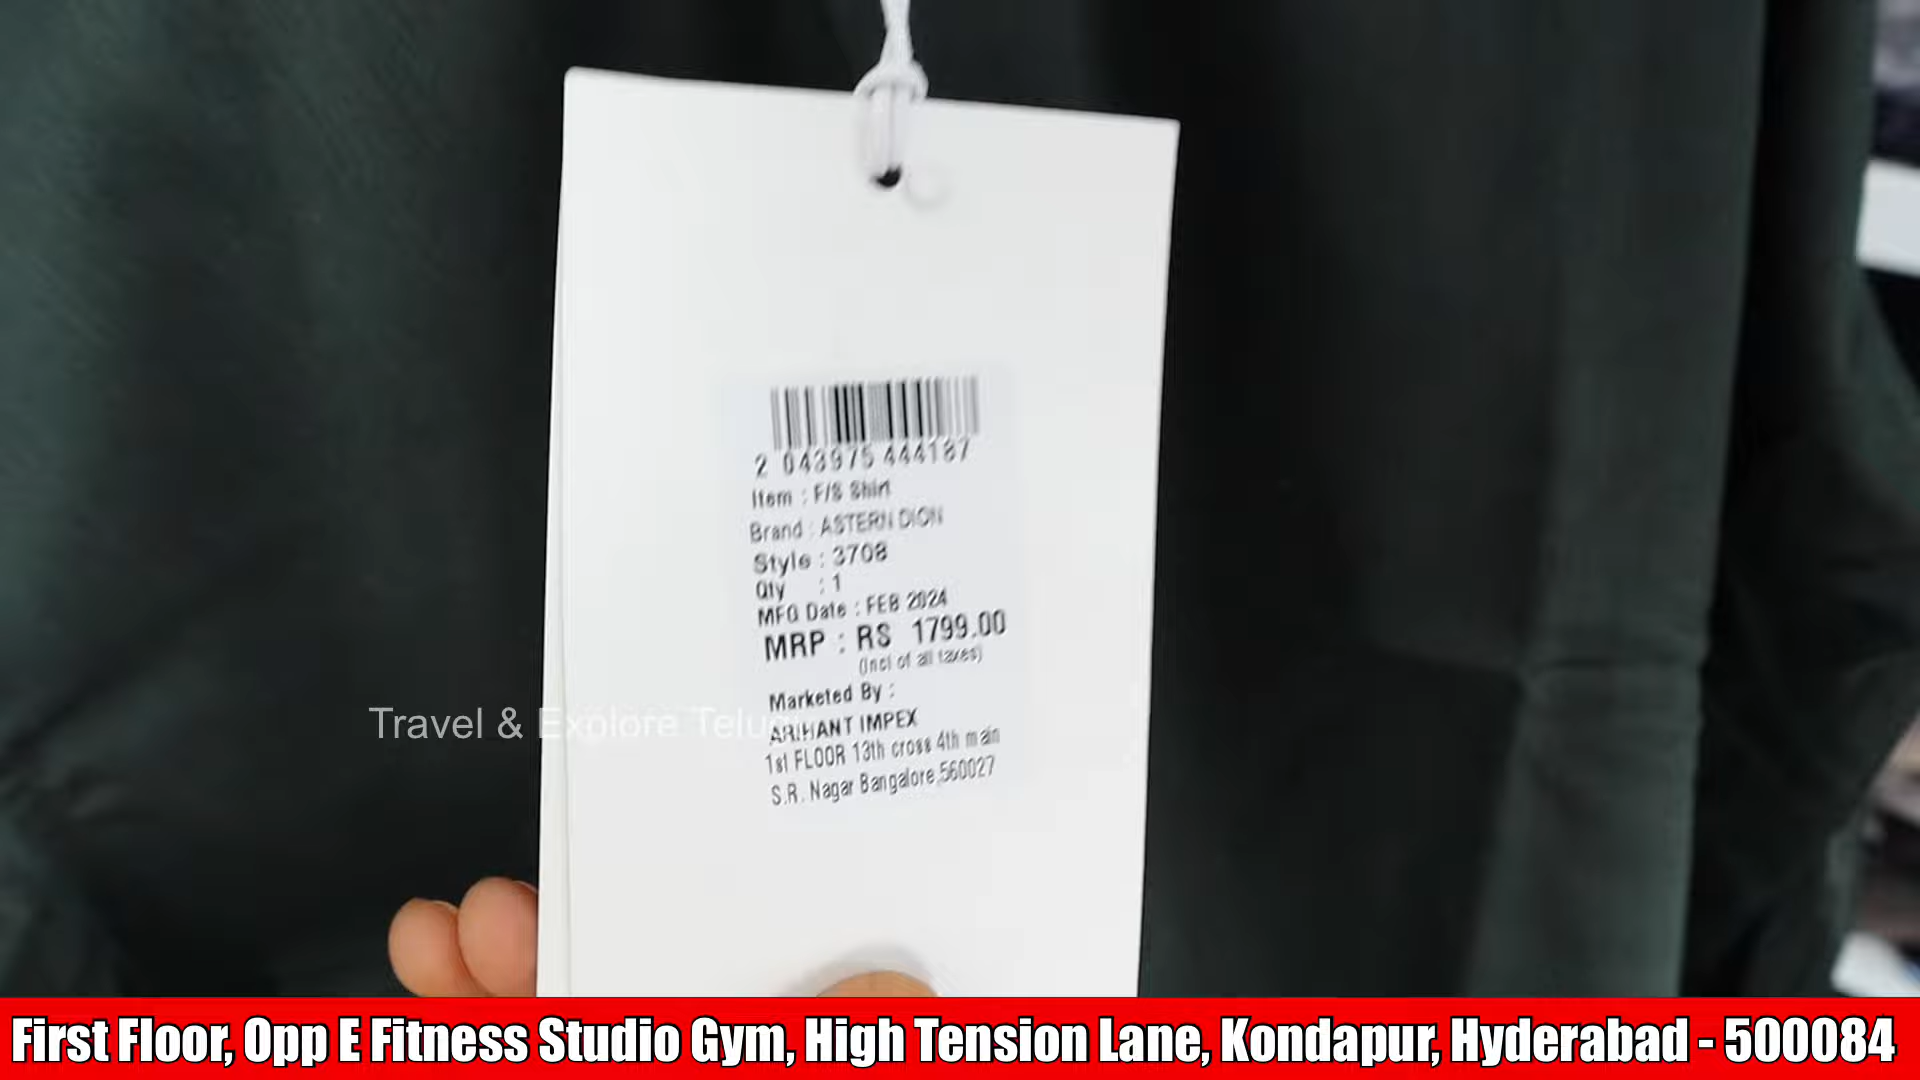 2 043975 444187
Item : F/S Shirt
Brand : ASTERN DION
Style : 3708
Qty : 1
MFG Date : FEB 2024
MRP : RS 1799.00
(Incl of all taxes)
Marketed By :
ARIHANT IMPEX
1st FLOOR 13th cross 4th main
S.R. Nagar Bangalore,560027
Travel & Explore Telugu
First Floor, Opp E Fitness Studio Gym, High Tension Lane, Kondapur, Hyderabad - 500084